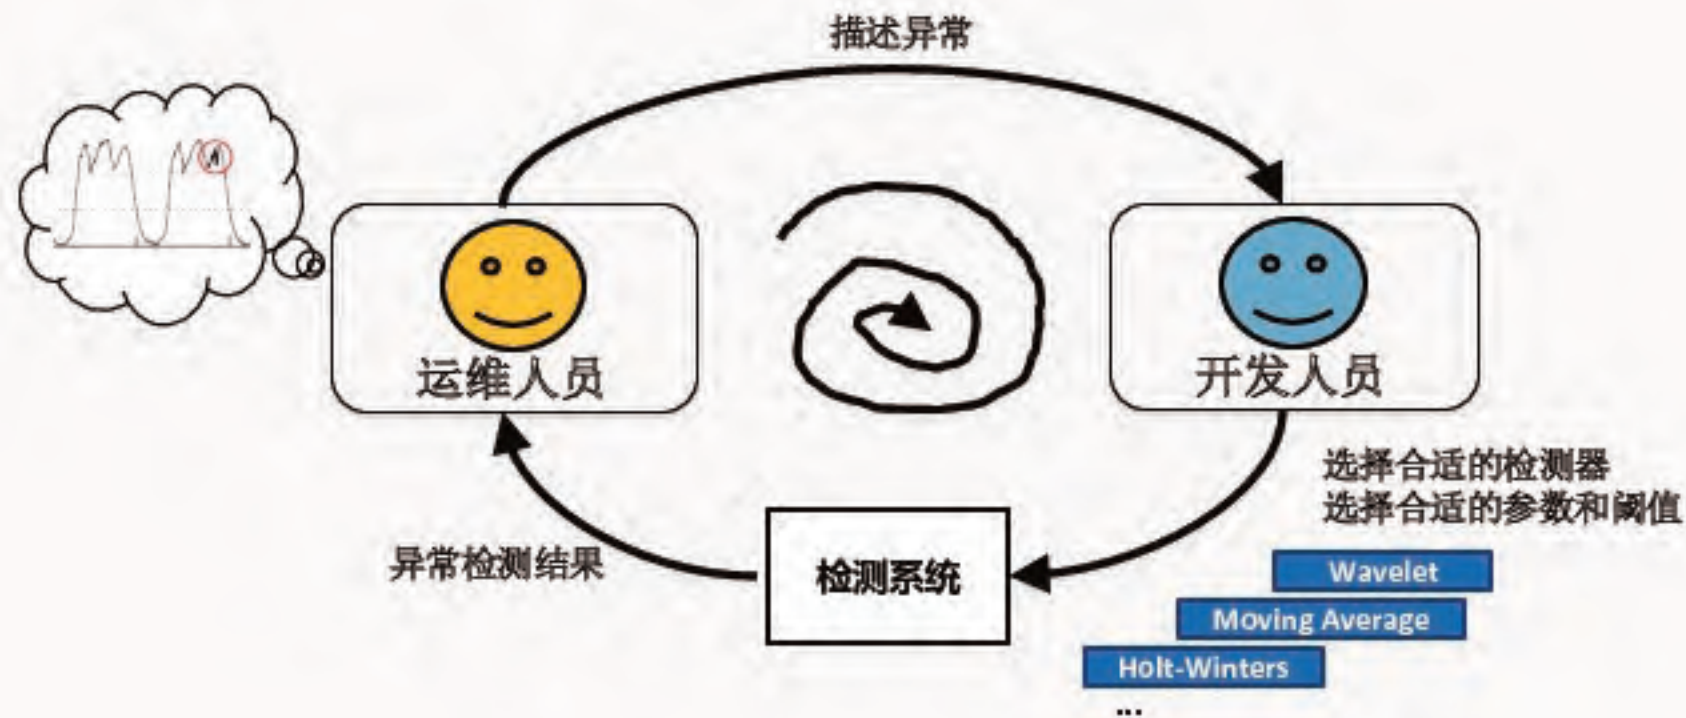 描述异常
运维人员
开发人员
选择合适的检测器
选择合适的参数和阈值
异常检测结果
检测系统
Wavelet
Moving Average
Holt-Winters
...